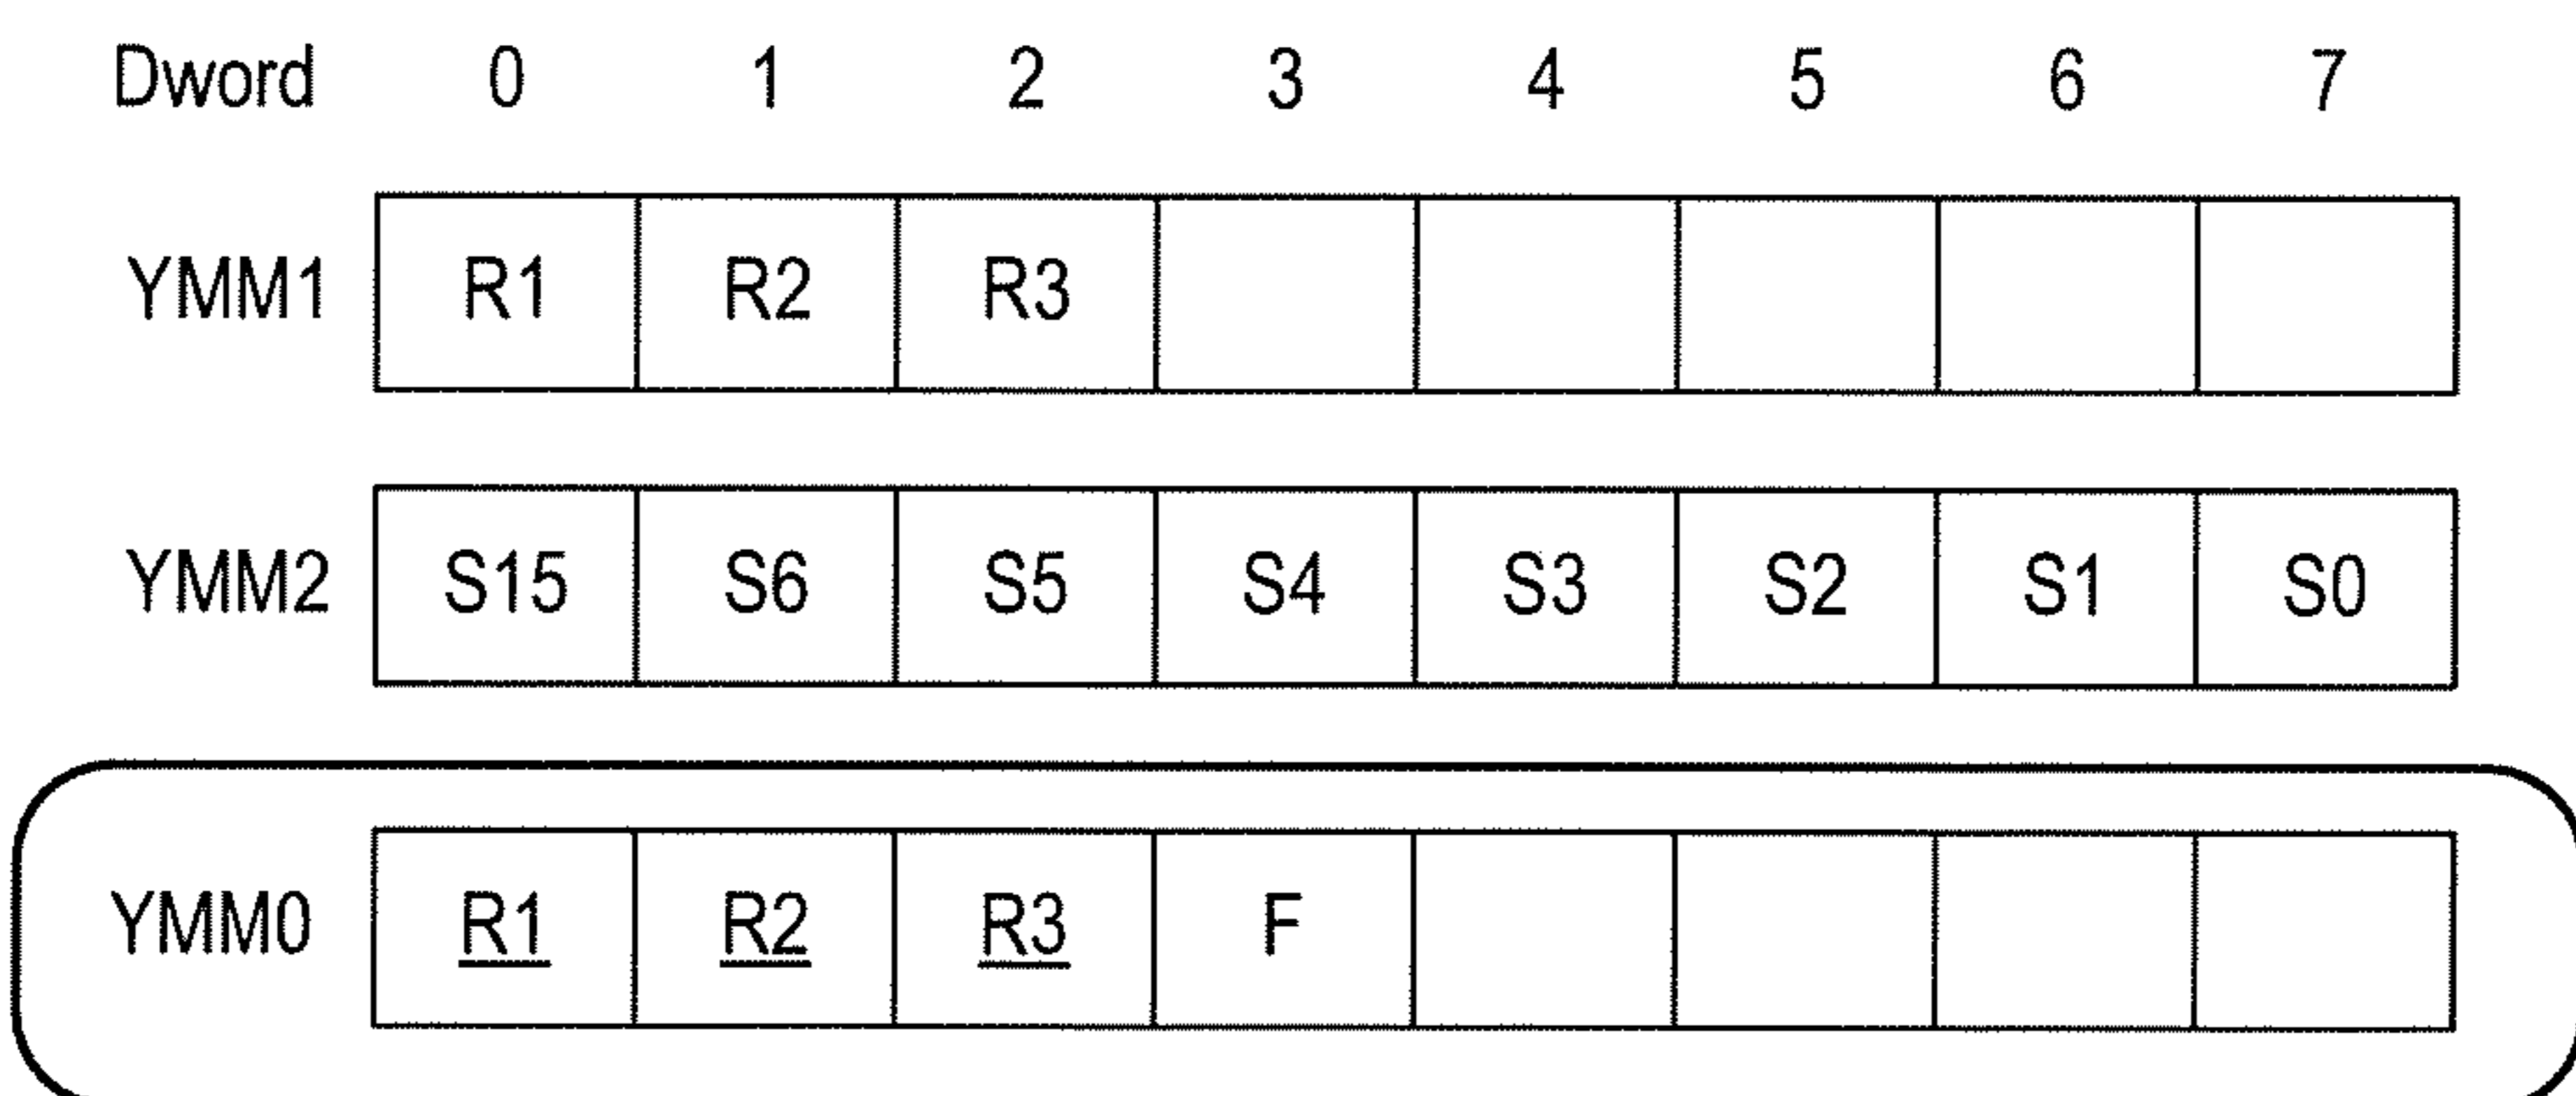 Dword 0 1 2 3 4 5 6 7
YMM1 R1 R2 R3
YMM2 S15 S6 S5 S4 S3 S2 S1 S0
YMM0 R1 R2 R3 F